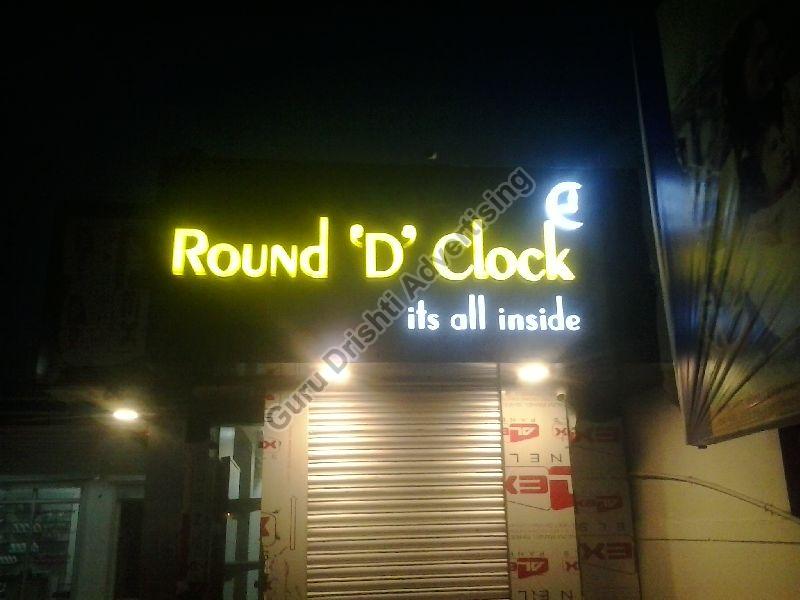 Round 'D' Clock
its all inside
Guru Drishti Advertising